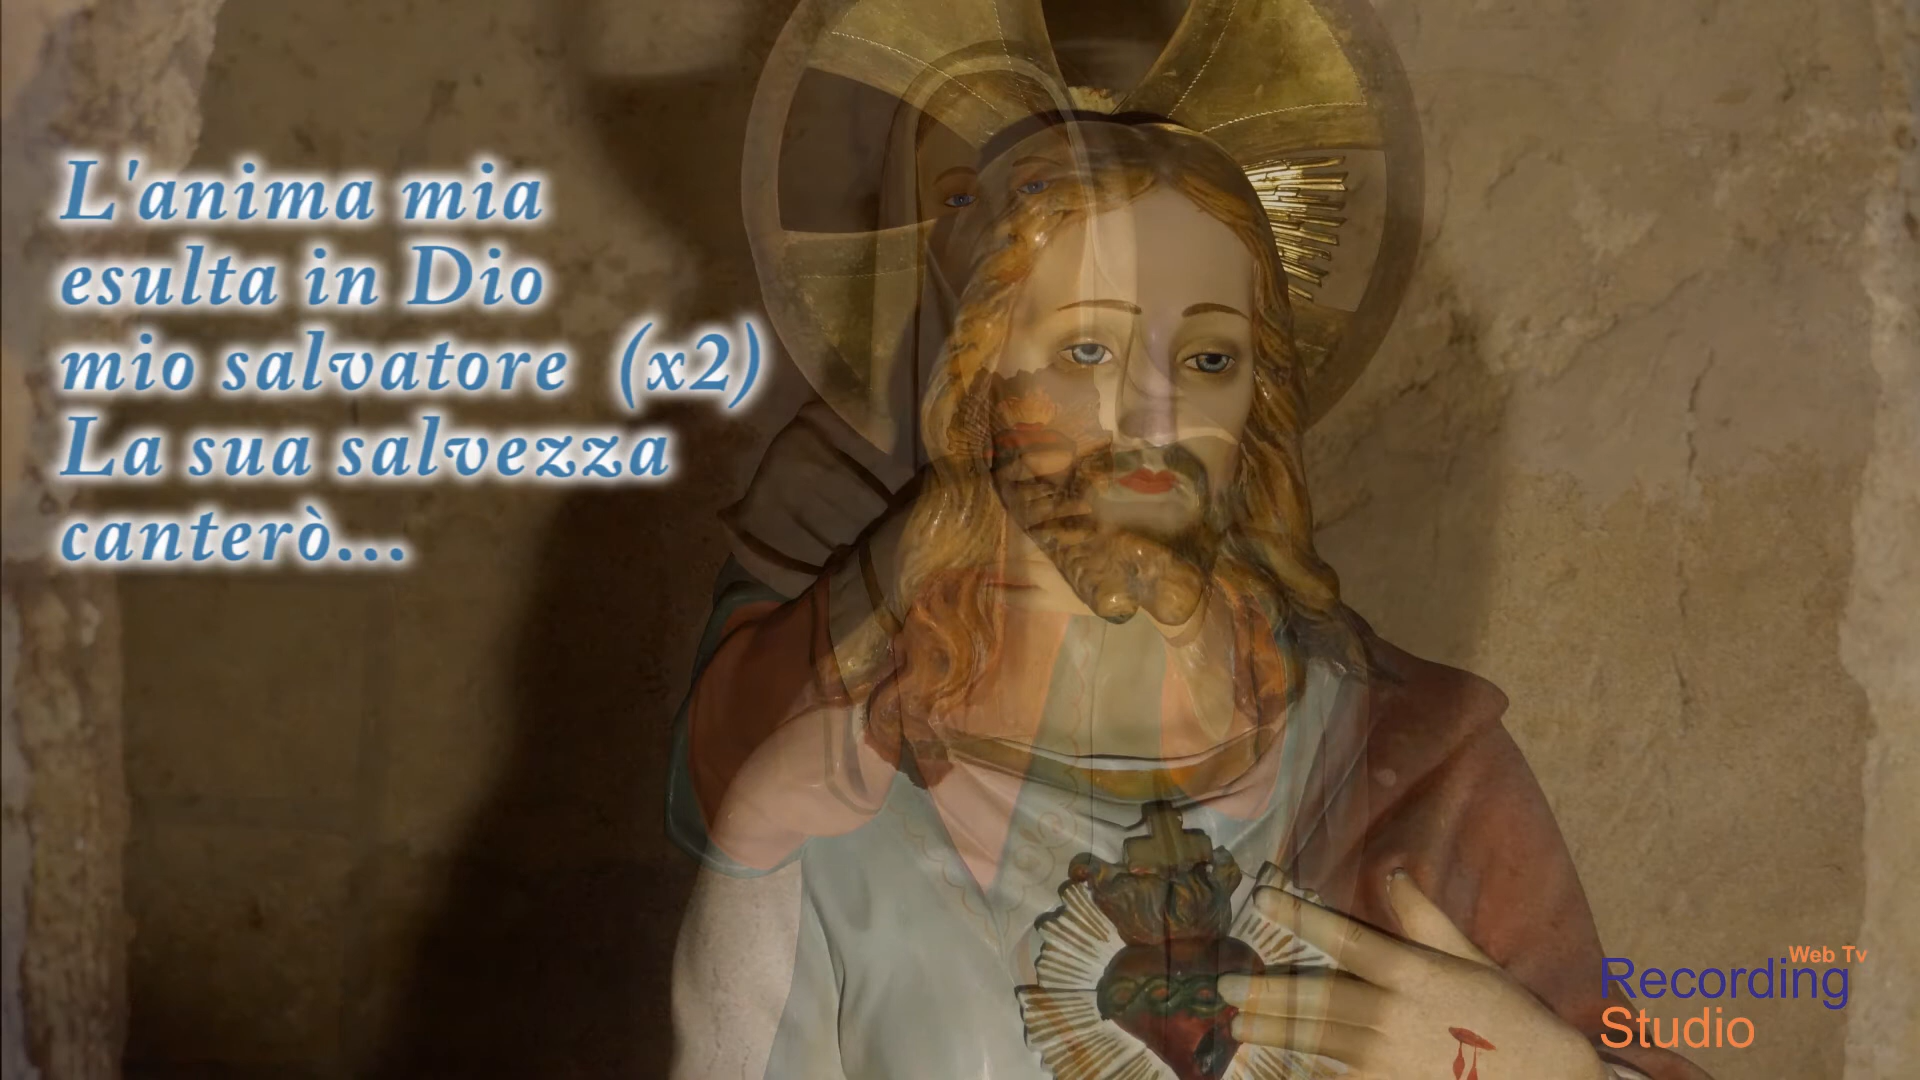 L'anima mia
esulta in Dio
mio salvatore (x2)
La sua salvezza
canterò...
Web Tv
Recording
Studio